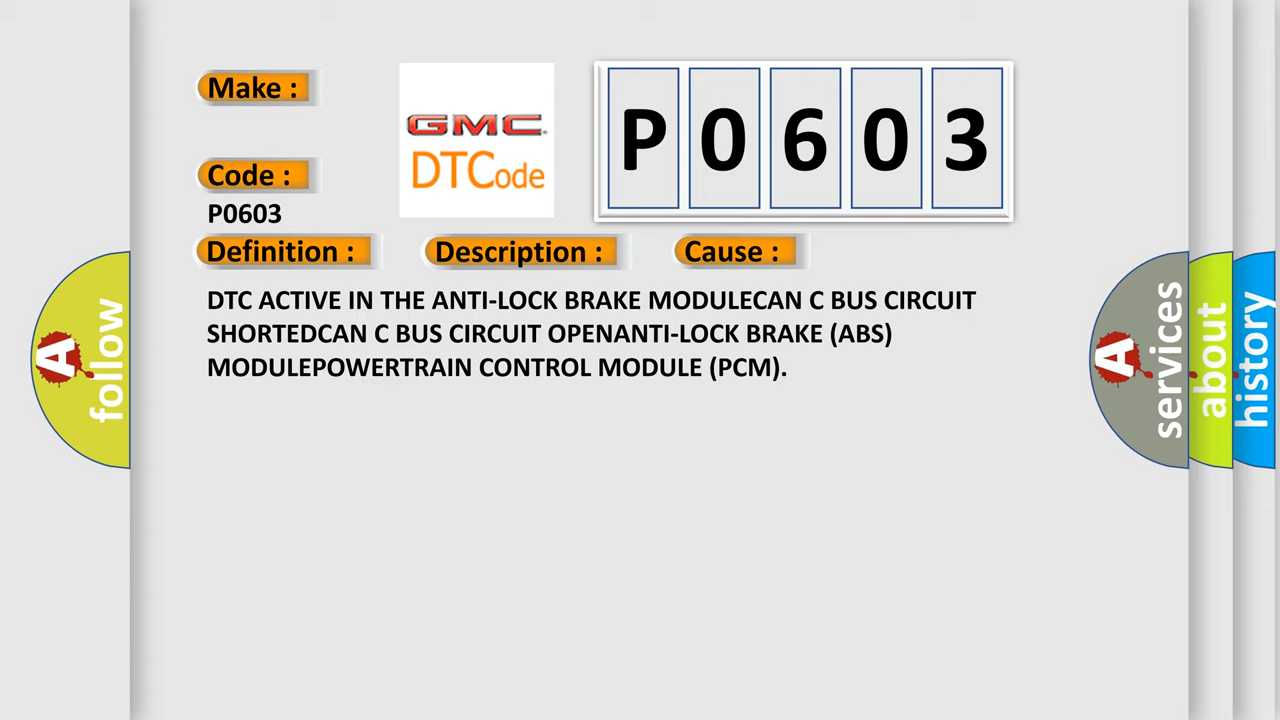 Make :
GMC
DTCode
P0603
Code :
P0603
Definition :
Description :
Cause :
DTC ACTIVE IN THE ANTI-LOCK BRAKE MODULECAN C BUS CIRCUIT
SHORTEDCAN C BUS CIRCUIT OPENANTI-LOCK BRAKE (ABS)
MODULEPOWERTRAIN CONTROL MODULE (PCM).
A follow
A services
about
history